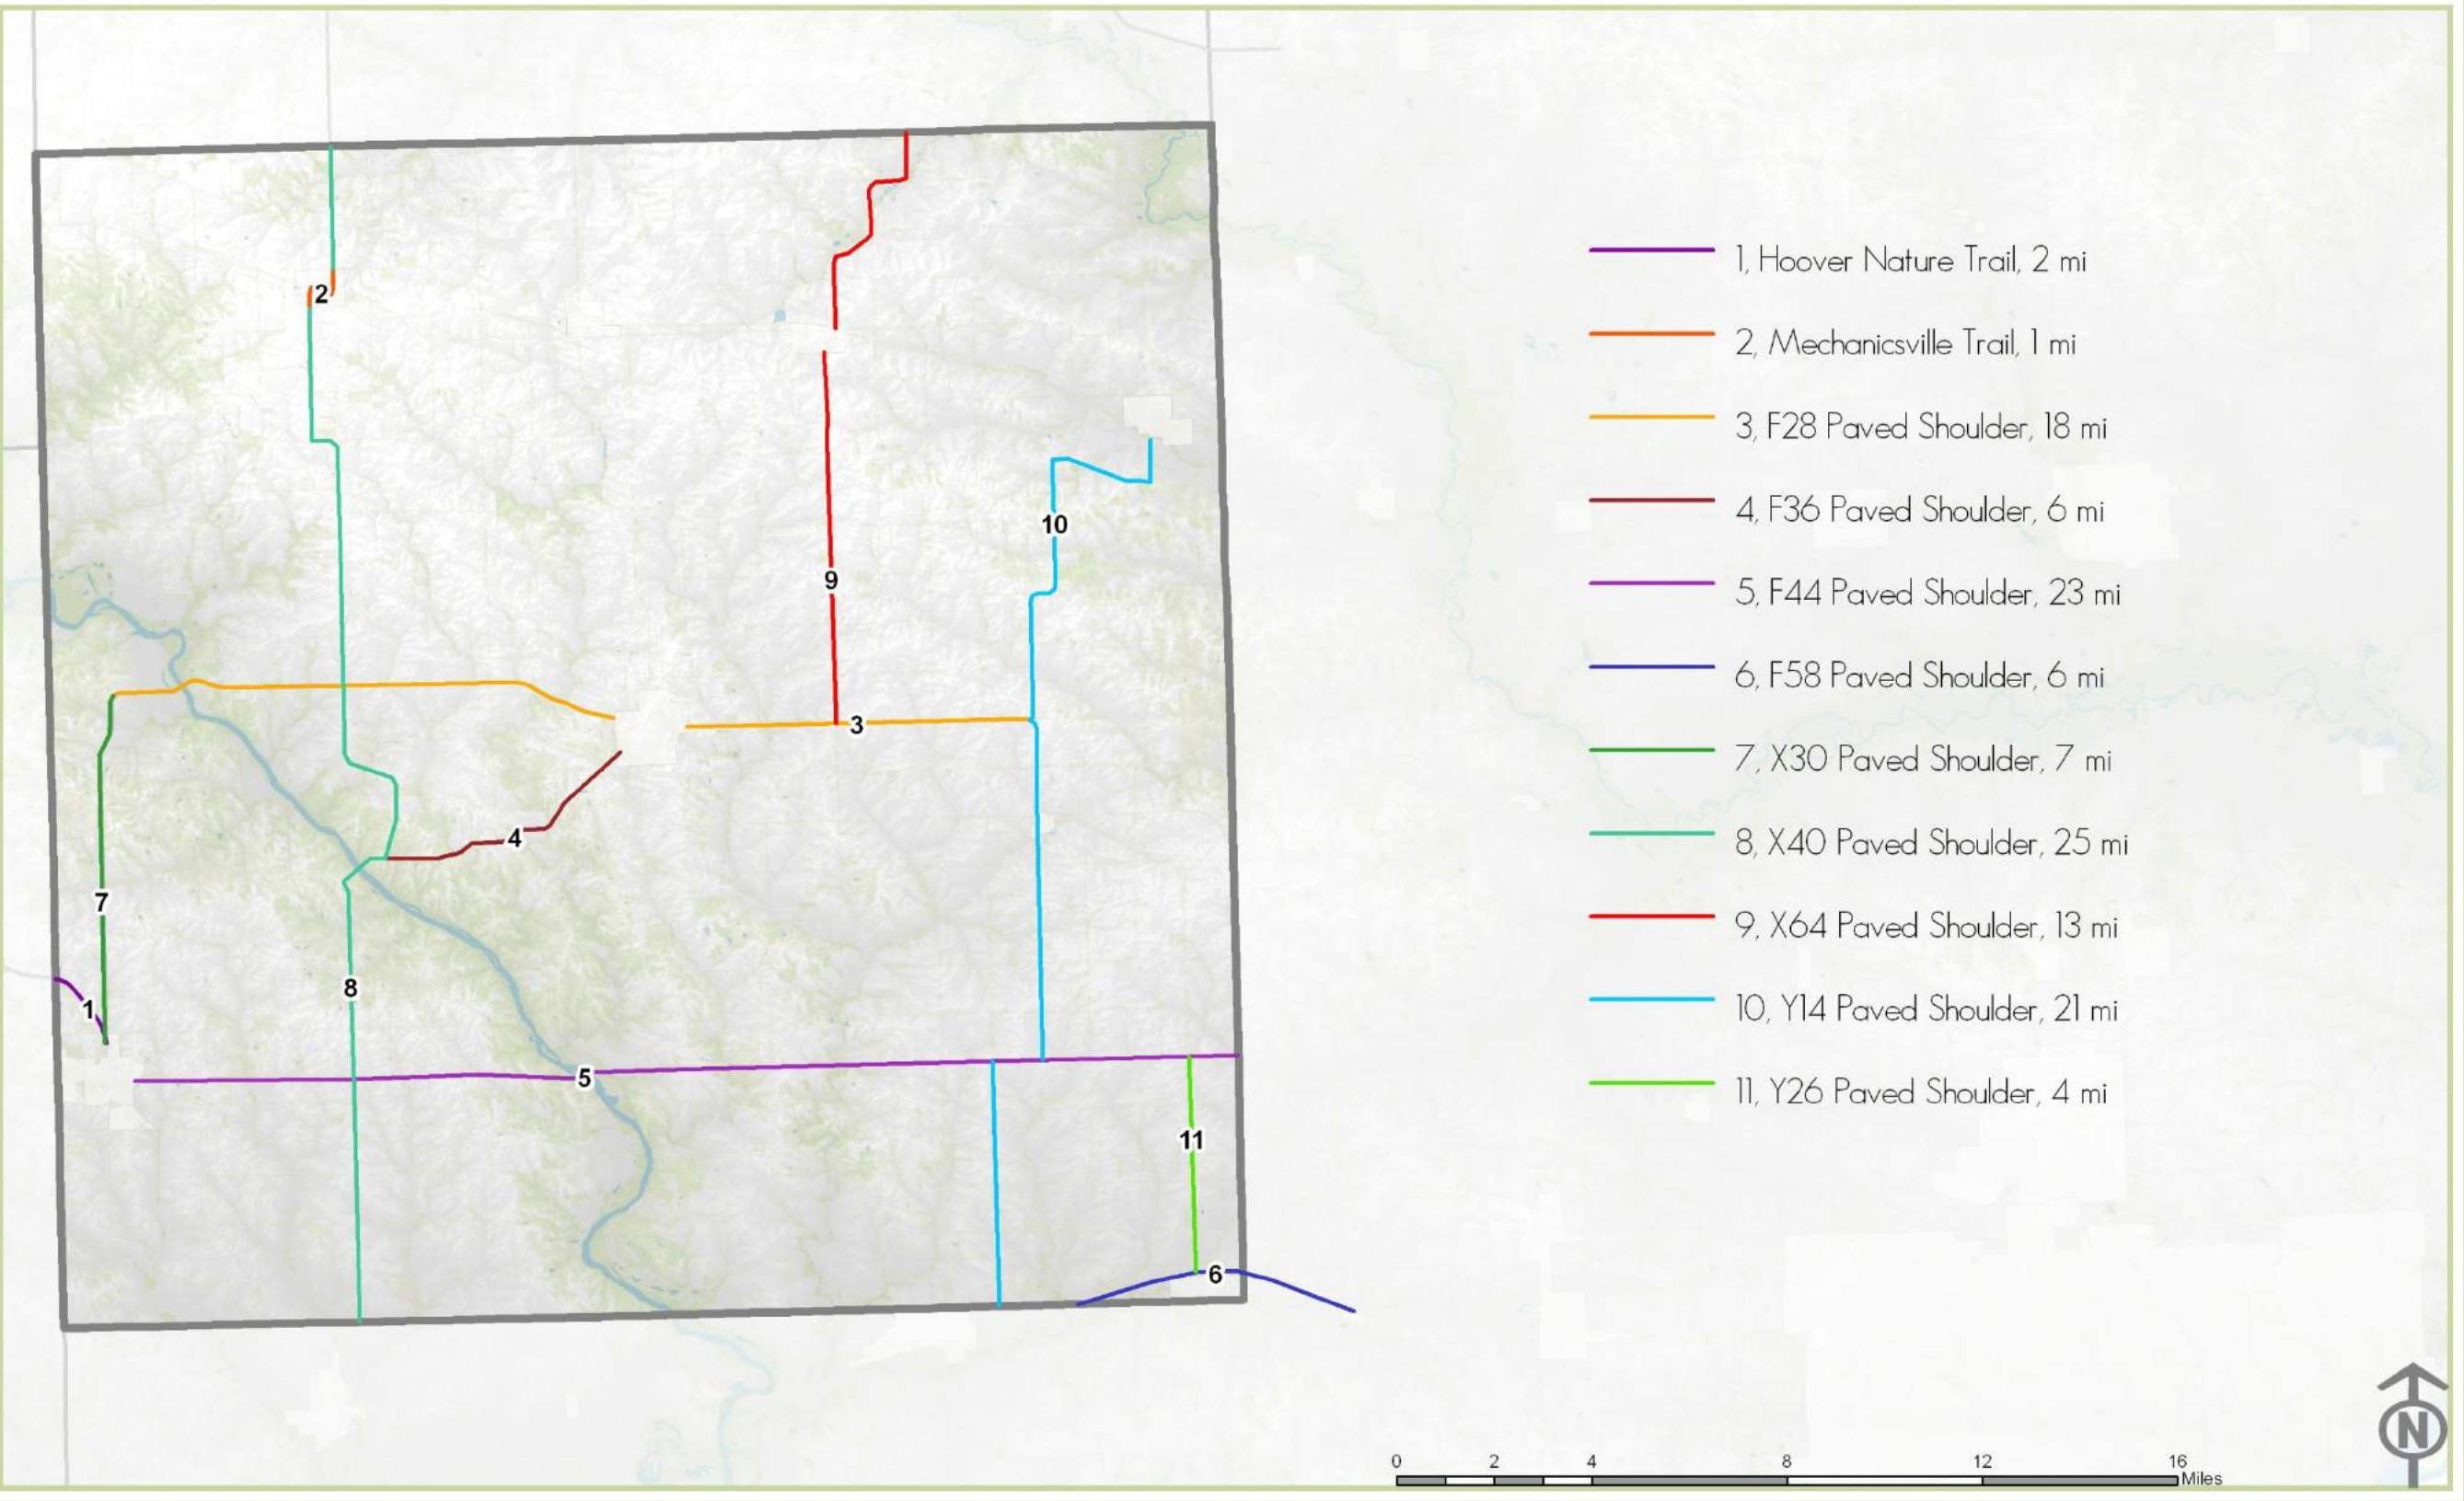 2
10
9
3
4
7
8
1
5
11
6
1, Hoover Nature Trail, 2 mi
2, Mechanicsville Trail, 1 mi
3, F28 Paved Shoulder, 18 mi
4, F36 Paved Shoulder, 6 mi
5, F44 Paved Shoulder, 23 mi
6, F58 Paved Shoulder, 6 mi
7, X30 Paved Shoulder, 7 mi
8, X40 Paved Shoulder, 25 mi
9, X64 Paved Shoulder, 13 mi
10, Y14 Paved Shoulder, 21 mi
11, Y26 Paved Shoulder, 4 mi
0 2 4 8 12 16
Miles
N